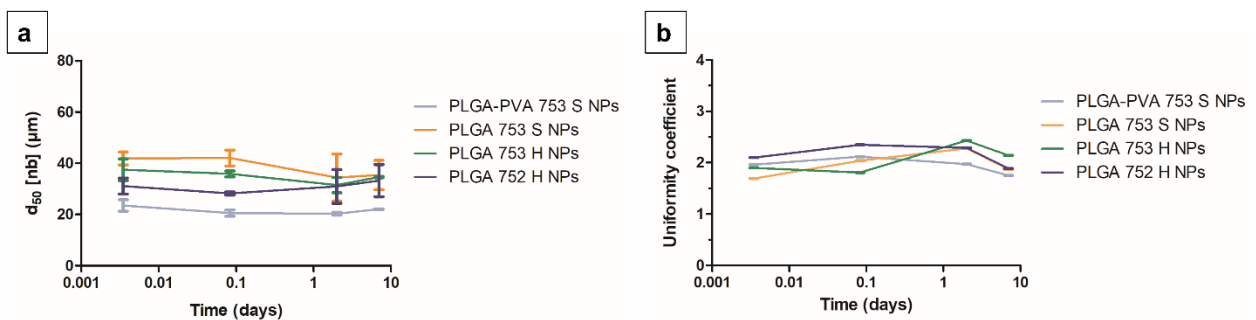 a
d50 [nb] (µm)
80
60
40
20
0
0.001 0.01 0.1 1 10
Time (days)
PLGA-PVA 753 S NPs
PLGA 753 S NPs
PLGA 753 H NPs
PLGA 752 H NPs
b
Uniformity coefficient
4
3
2
1
0
0.001 0.1 10
Time (days)
PLGA-PVA 753 S NPs
PLGA 753 S NPs
PLGA 753 H NPs
PLGA 752 H NPs